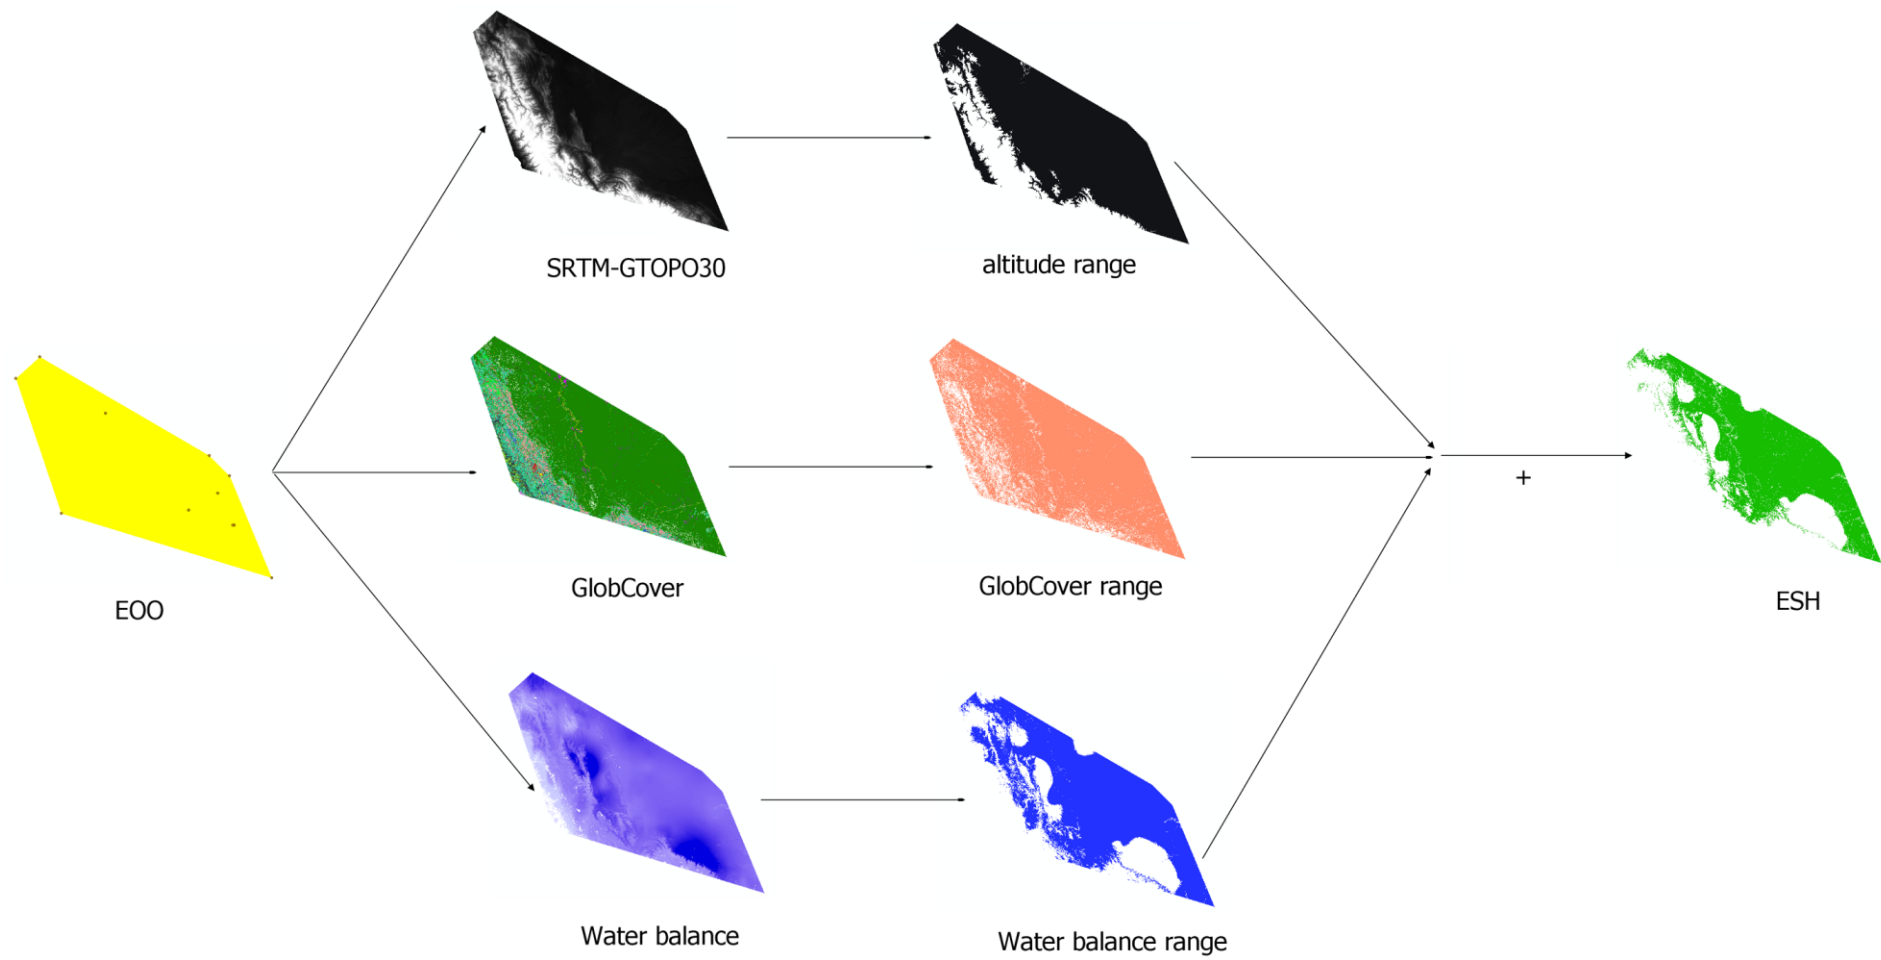 SRTM-GTOPO30
altitude range
EOO
GlobCover
GlobCover range
+
ESH
Water balance
Water balance range